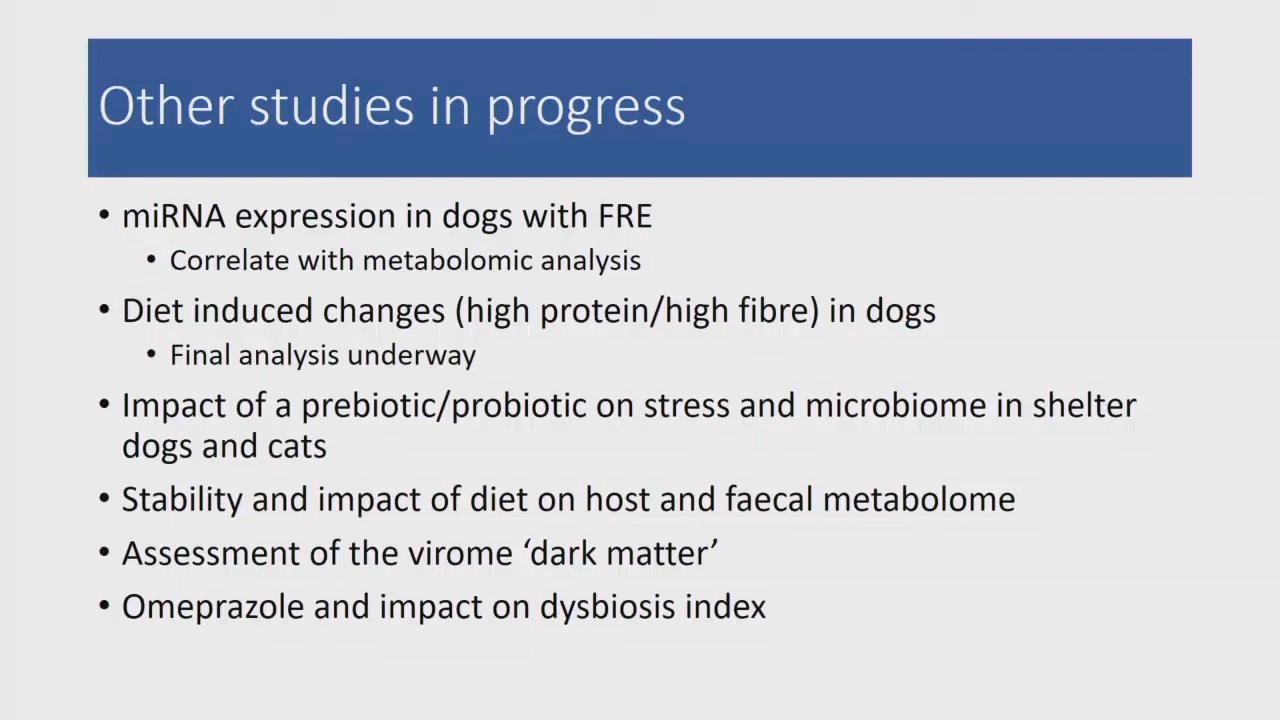 Other studies in progress
• miRNA expression in dogs with FRE
• Correlate with metabolomic analysis
• Diet induced changes (high protein/high fibre) in dogs
• Final analysis underway
• Impact of a prebiotic/probiotic on stress and microbiome in shelter
dogs and cats
• Stability and impact of diet on host and faecal metabolome
• Assessment of the virome ‘dark matter’
• Omeprazole and impact on dysbiosis index